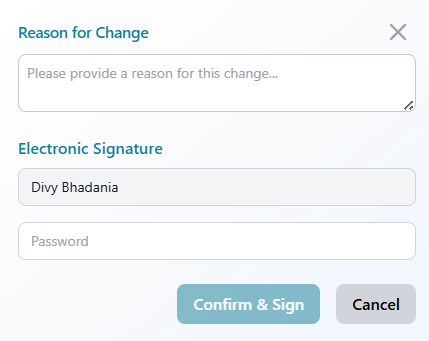 Reason for Change
Please provide a reason for this change...
Electronic Signature
Divy Bhadania
Password
Confirm & Sign
Cancel